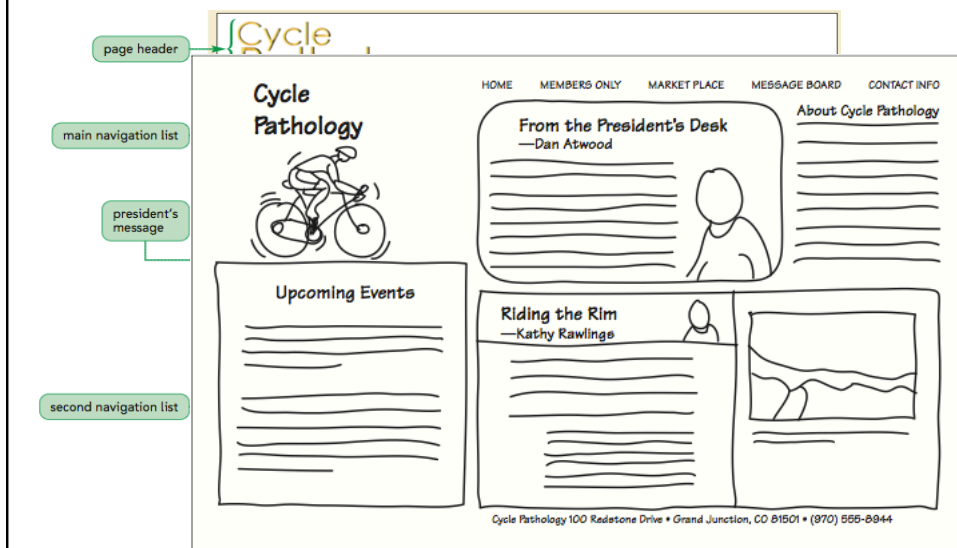 Cycle
page header
Cycle
Pathology
HOME MEMBERS ONLY MARKET PLACE MESSAGE BOARD CONTACT INFO
main navigation list
From the President's Desk
—Dan Atwood
About Cycle Pathology
president's
message
Upcoming Events
Riding the Rim
—Kathy Rawlings
second navigation list
Cycle Pathology 100 Redstone Drive • Grand Junction, CO 81501 • (970) 555-8944